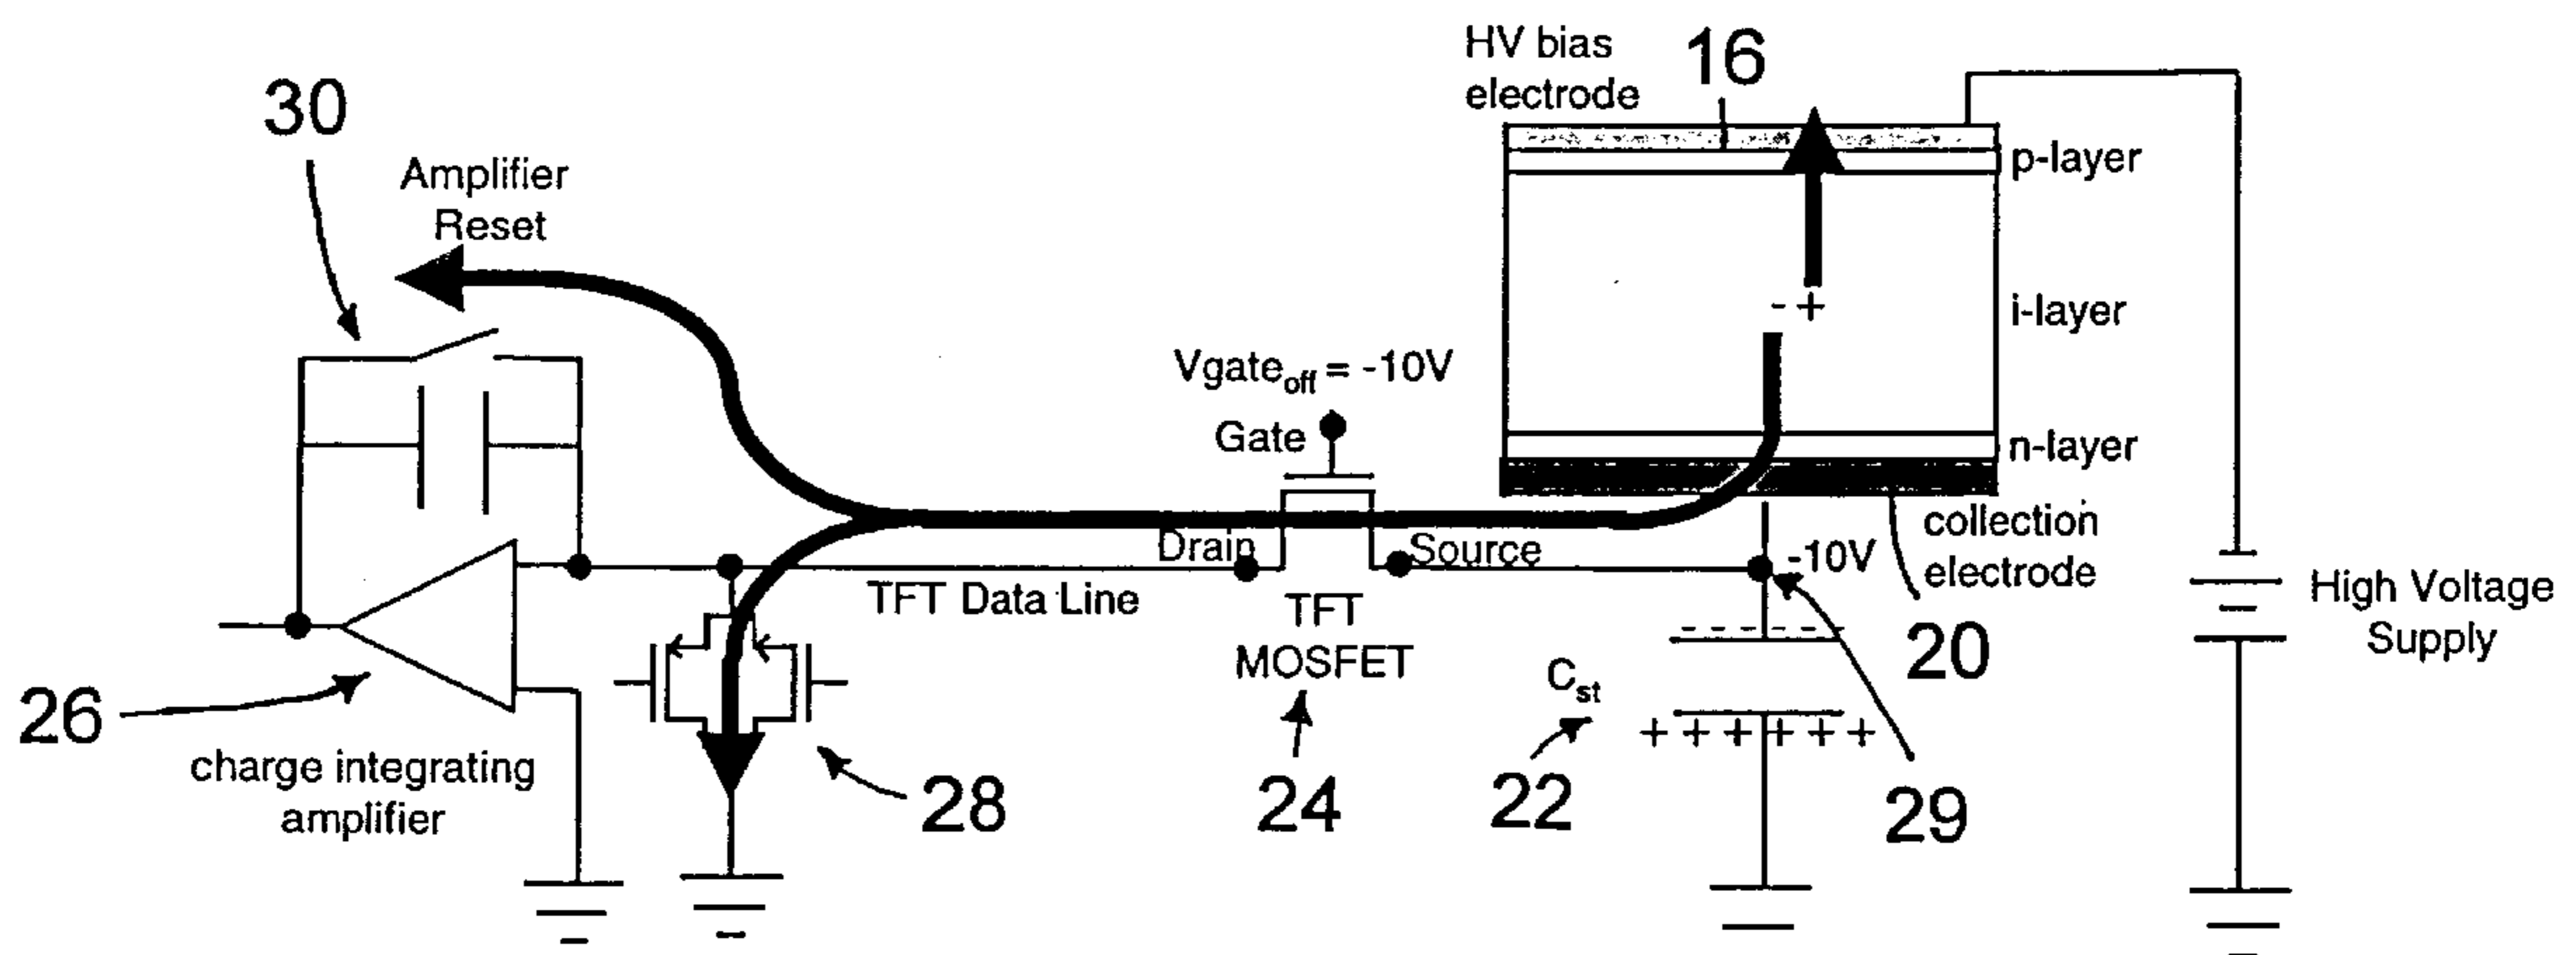 HV bias
electrode
16
30
Amplifier
Reset
p-layer
- +
i-layer
Vgateoff = -10V
Gate
n-layer
Drain
Source
-10V
collection
electrode
TFT Data Line
TFT
MOSFET
High Voltage
Supply
20
Cst
- - - - - - -
+ + + + + +
26
charge integrating
amplifier
28
24
22
29